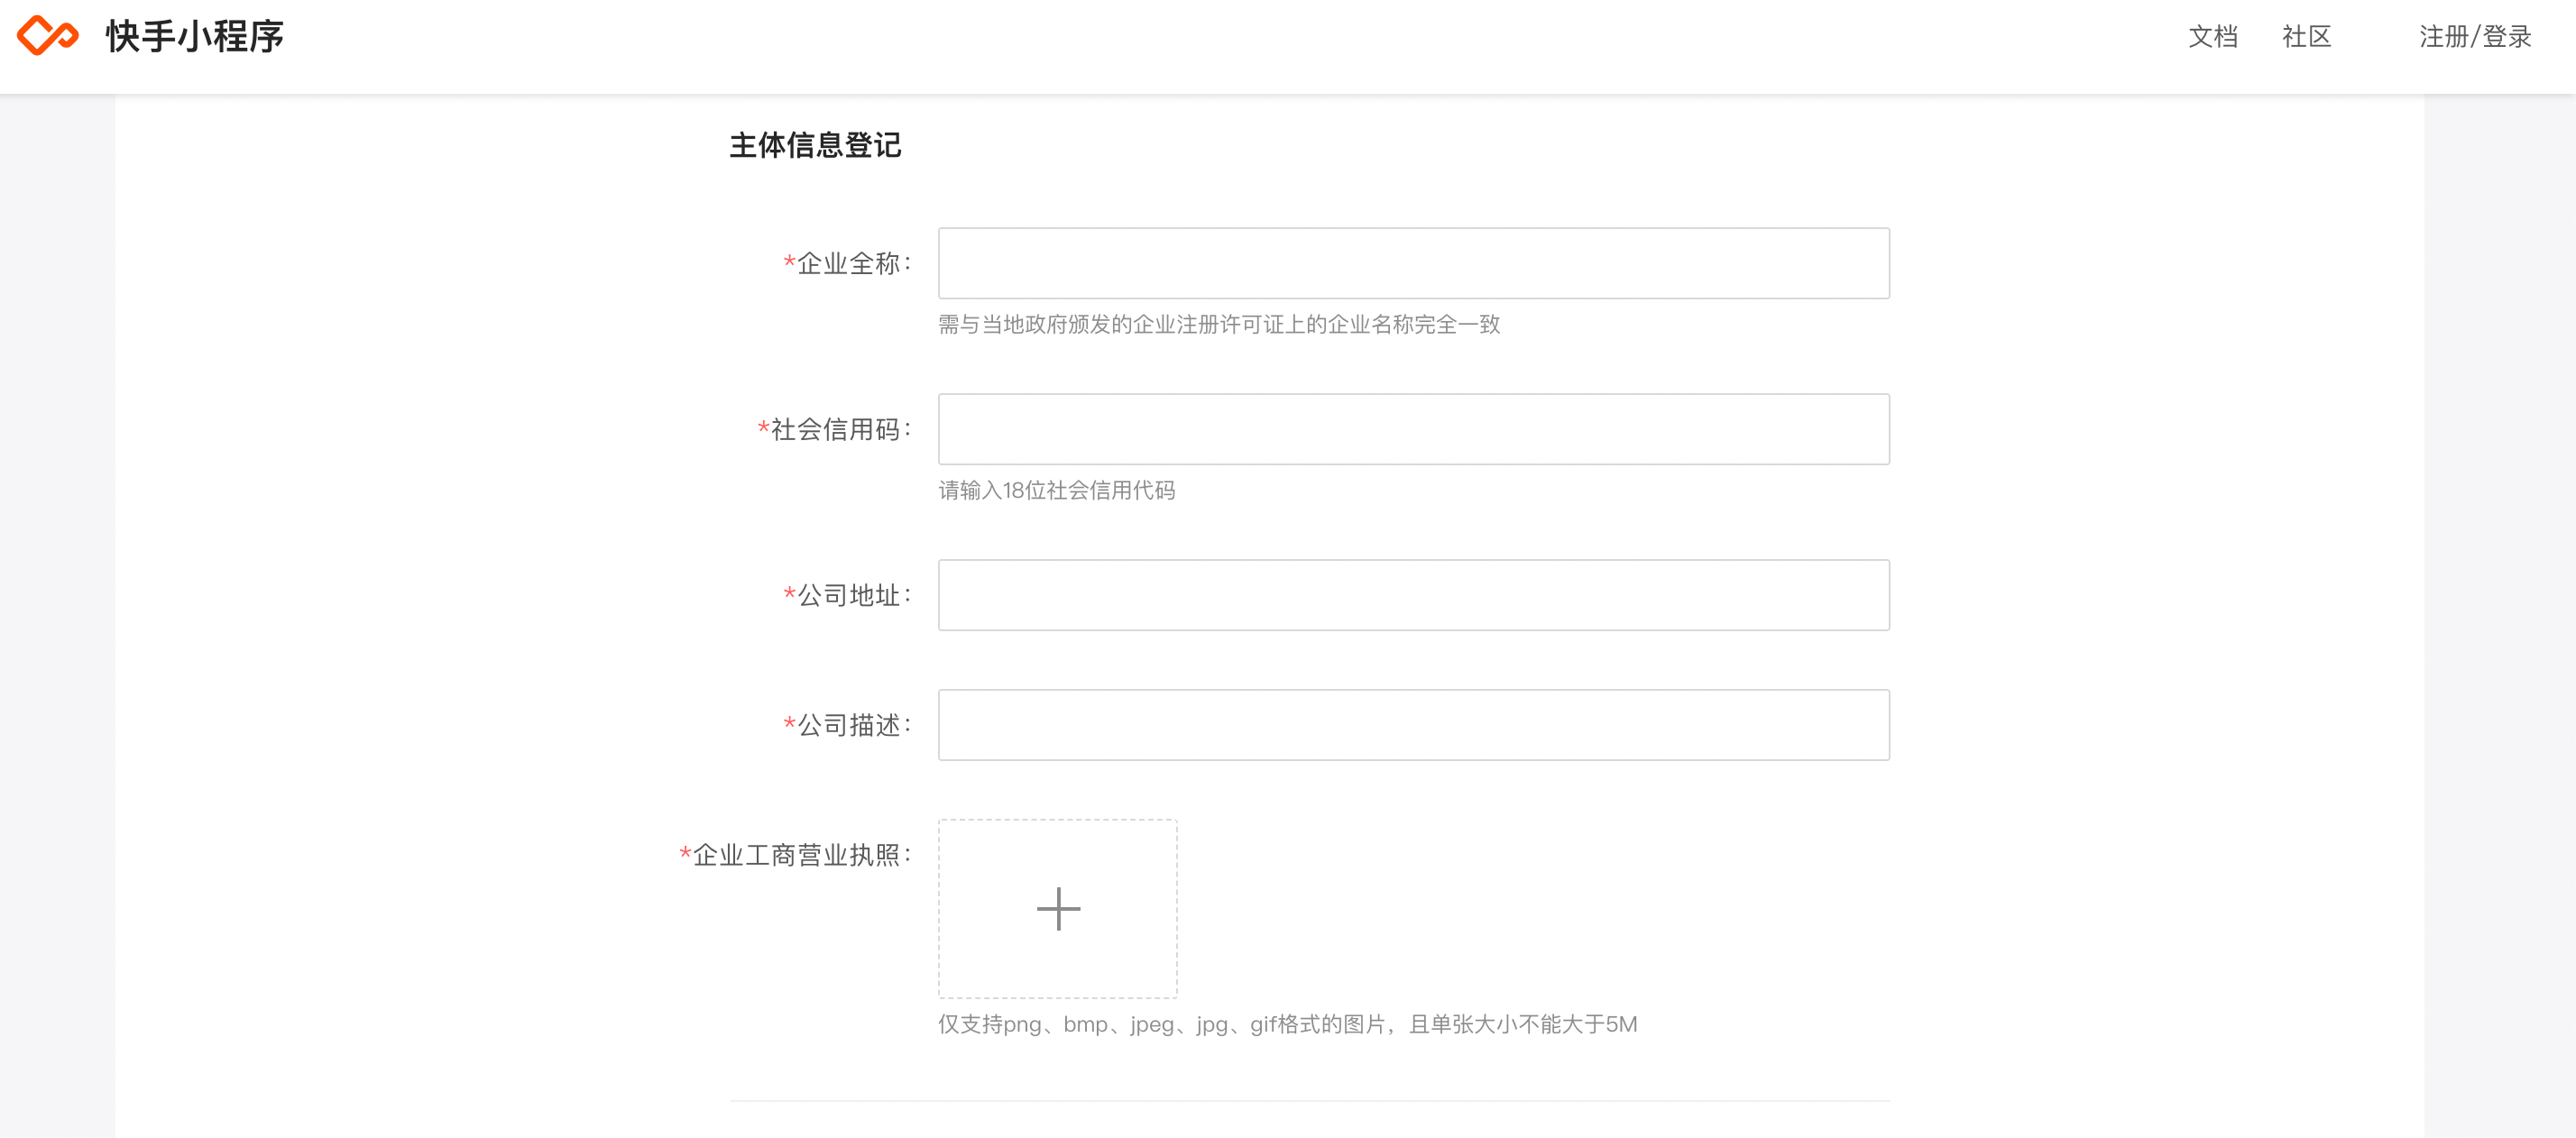 快手小程序
文档 社区 注册/登录
主体信息登记
*企业全称:
需与当地政府颁发的企业注册许可证上的企业名称完全一致
*社会信用码:
请输入18位社会信用代码
*公司地址:
*公司描述:
*企业工商营业执照:
仅支持png、bmp、jpeg、jpg、gif格式的图片，且单张大小不能大于5M